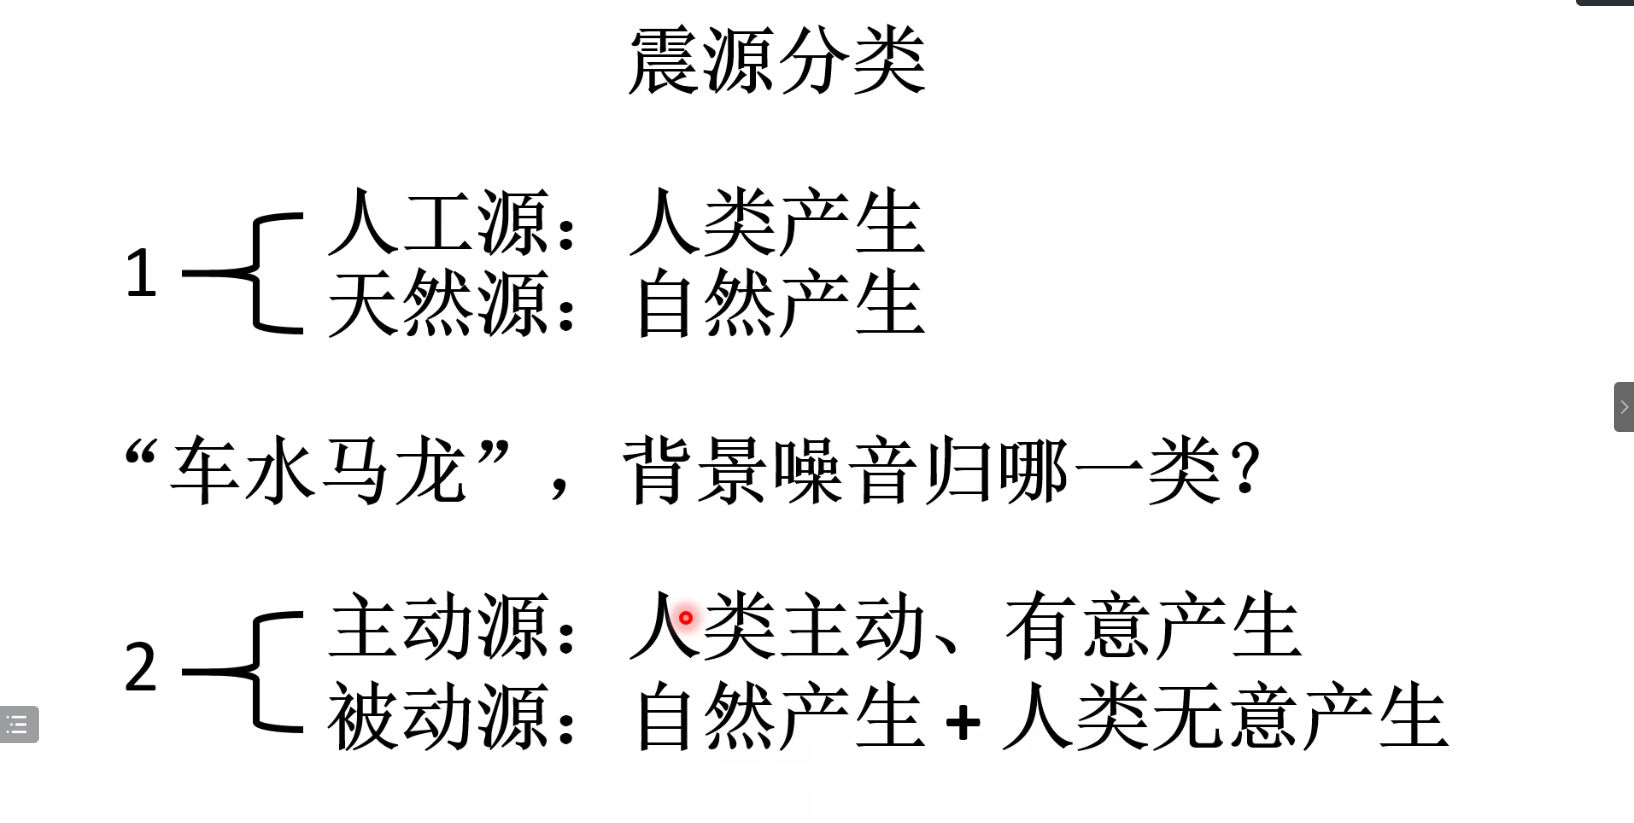 震源分类
1
人工源：人类产生
天然源：自然产生
“车水马龙”，背景噪音归哪一类？
2
主动源：人类主动、有意产生
被动源：自然产生+人类无意产生